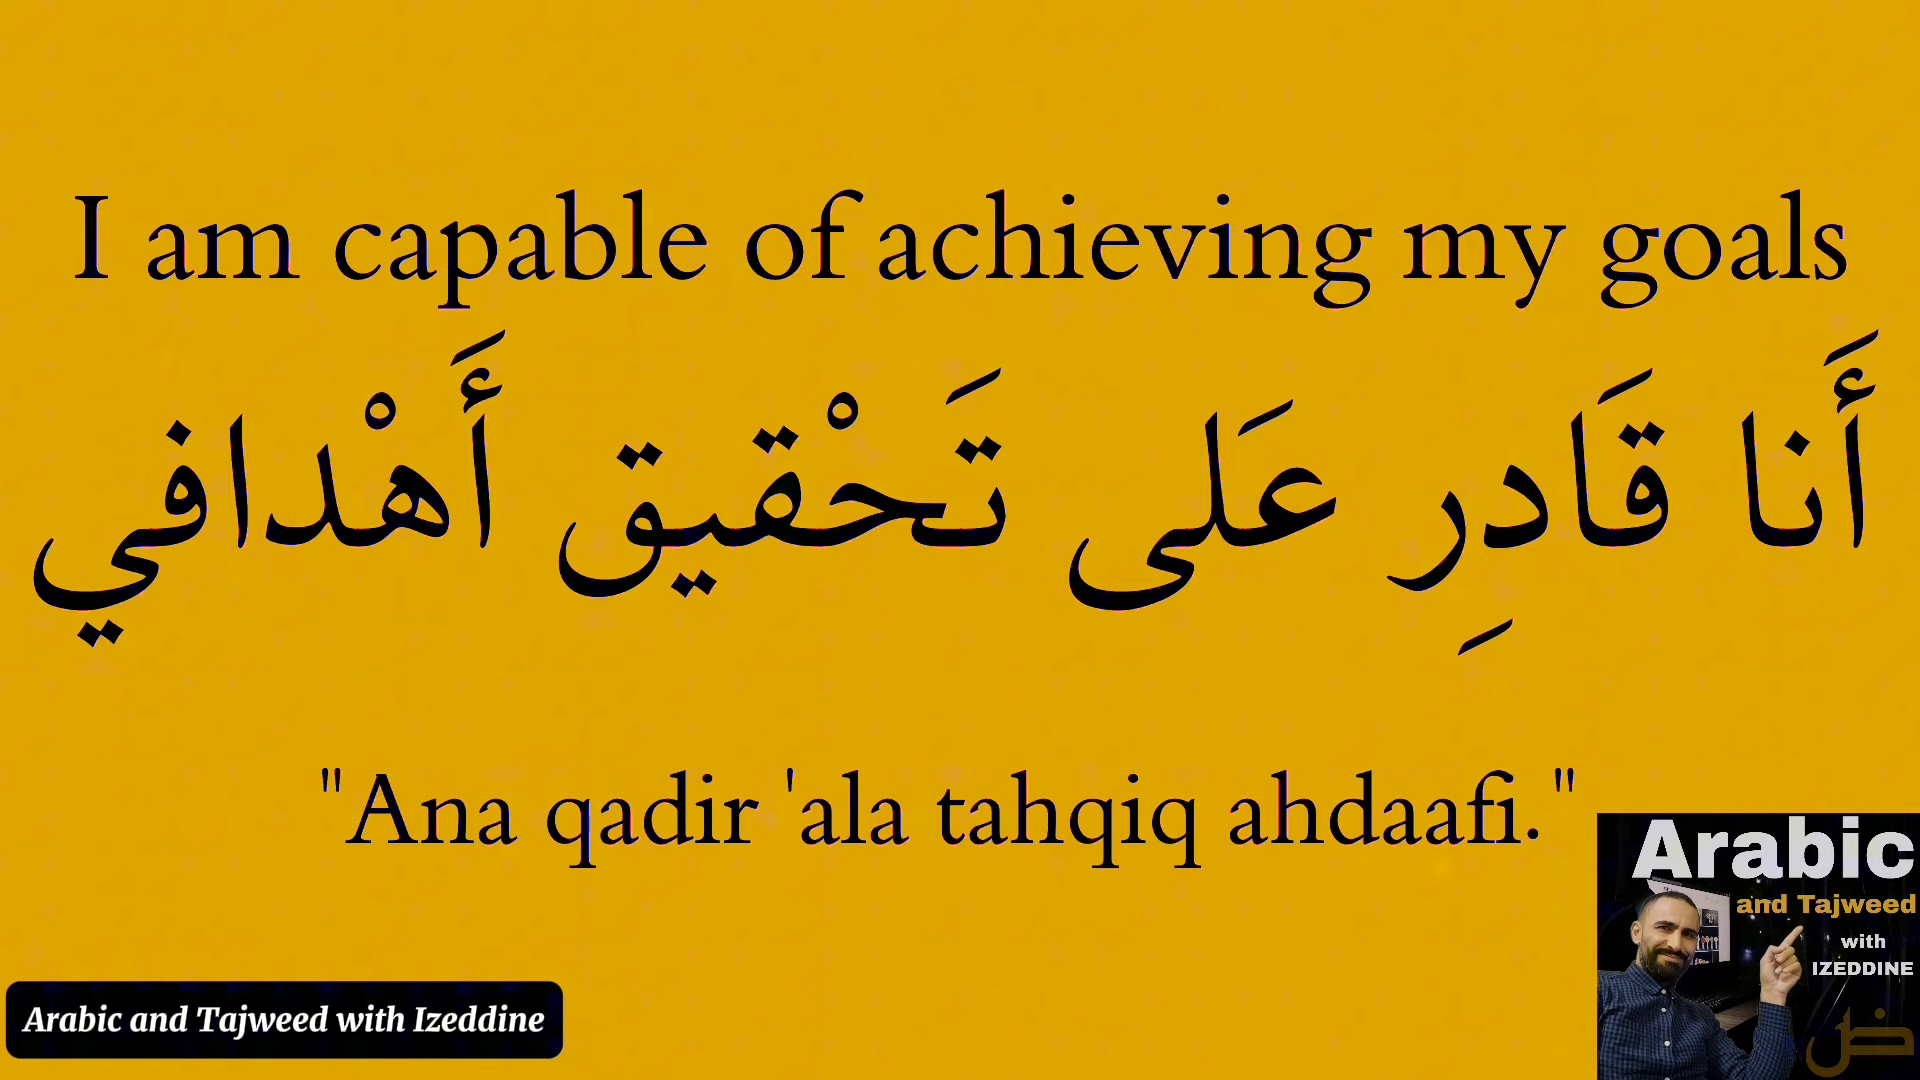 I am capable of achieving my goals
أَنا قَادرِ عَلى تَحْقيق أَهْدافي
"Ana qadir 'ala tahqiq ahdaafi."
Arabic
and Tajweed
with
IZEDDINE
ض
Arabic and Tajweed with Izeddine